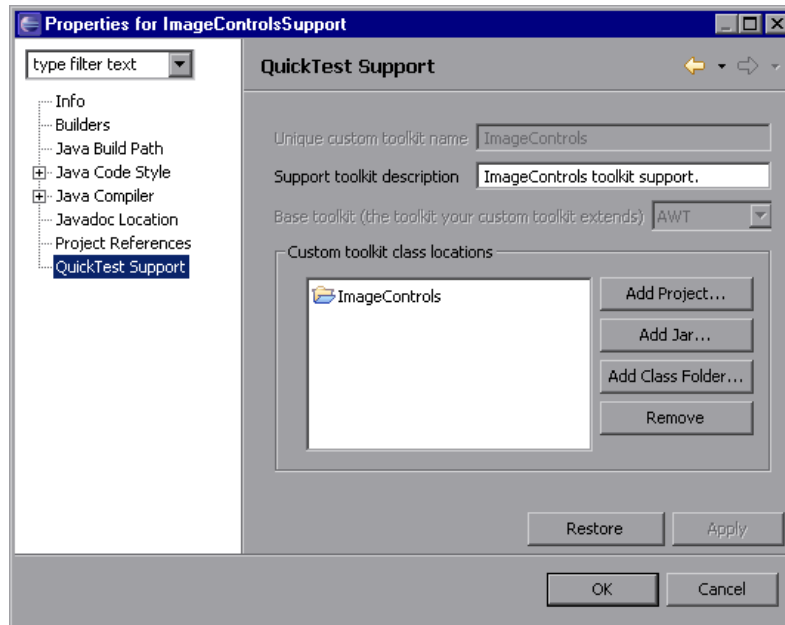 Properties for ImageControlsSupport
type filter text
QuickTest Support
Info
Builders
Java Build Path
Java Code Style
Java Compiler
Javadoc Location
Project References
QuickTest Support
Unique custom toolkit name ImageControls
Support toolkit description ImageControls toolkit support.
Base toolkit (the toolkit your custom toolkit extends) AWT
Custom toolkit class locations
ImageControls
Add Project...
Add Jar...
Add Class Folder...
Remove
Restore Apply
OK Cancel